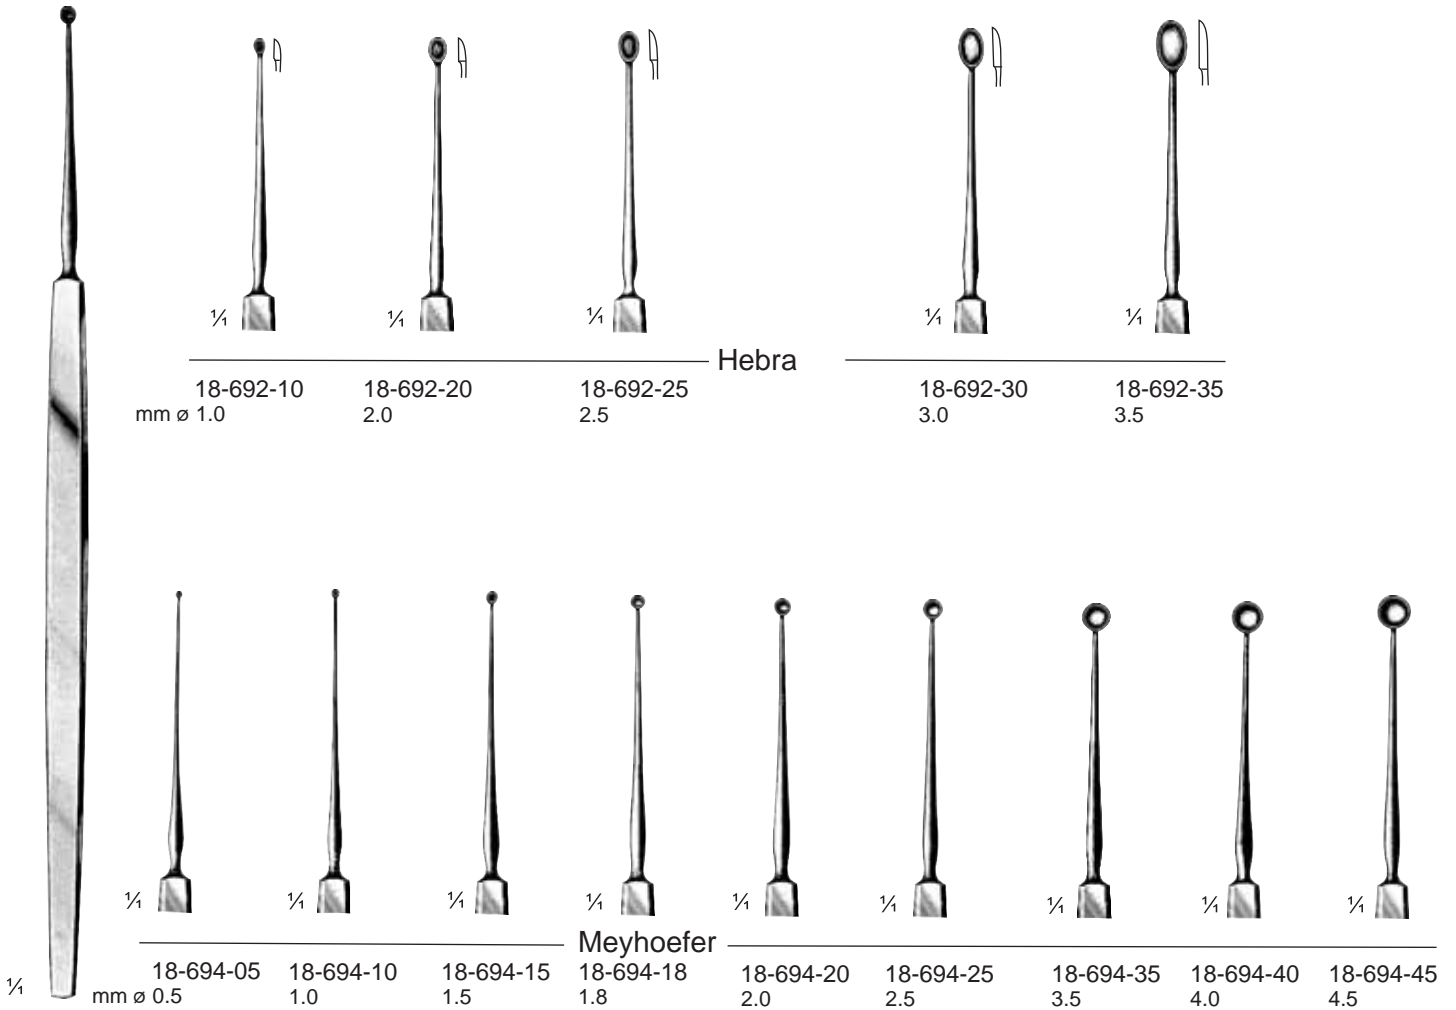 ⅟₁ ⅟₁ ⅟₁ ⅟₁ ⅟₁
Hebra
18-692-10 18-692-20 18-692-25 18-692-30 18-692-35
mm ø 1.0 2.0 2.5 3.0 3.5
⅟₁ ⅟₁ ⅟₁ ⅟₁ ⅟₁ ⅟₁ ⅟₁ ⅟₁ ⅟₁
Meyhoefer
18-694-05 18-694-10 18-694-15 18-694-18 18-694-20 18-694-25 18-694-35 18-694-40 18-694-45
⅟₁ mm ø 0.5 1.0 1.5 1.8 2.0 2.5 3.5 4.0 4.5